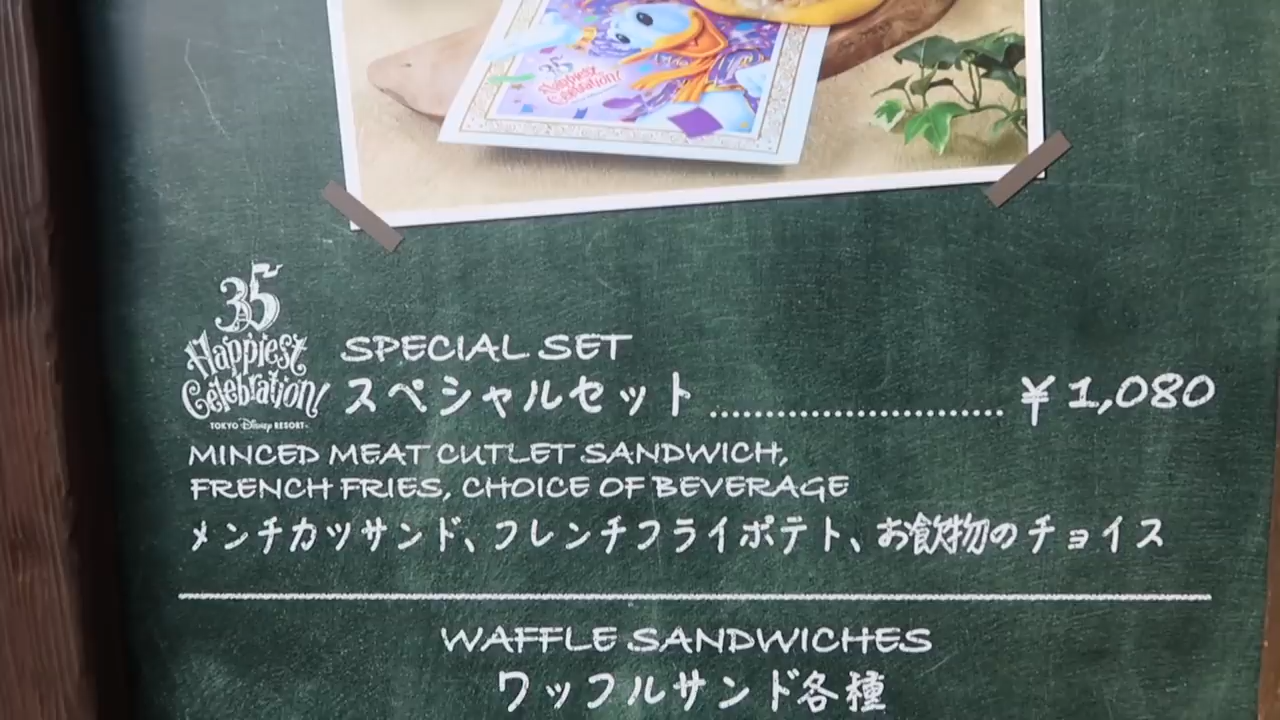 35
Happiest
Celebration!
35
Happiest
Celebration!
TOKYO Disney RESORT
SPECIAL SET
スペシャルセット ........................... ¥1,080
MINCED MEAT CUTLET SANDWICH,
FRENCH FRIES, CHOICE OF BEVERAGE
メンチカツサンド、フレンチフライポテト、お飲物のチョイス
WAFFLE SANDWICHES
ワッフルサンド各種